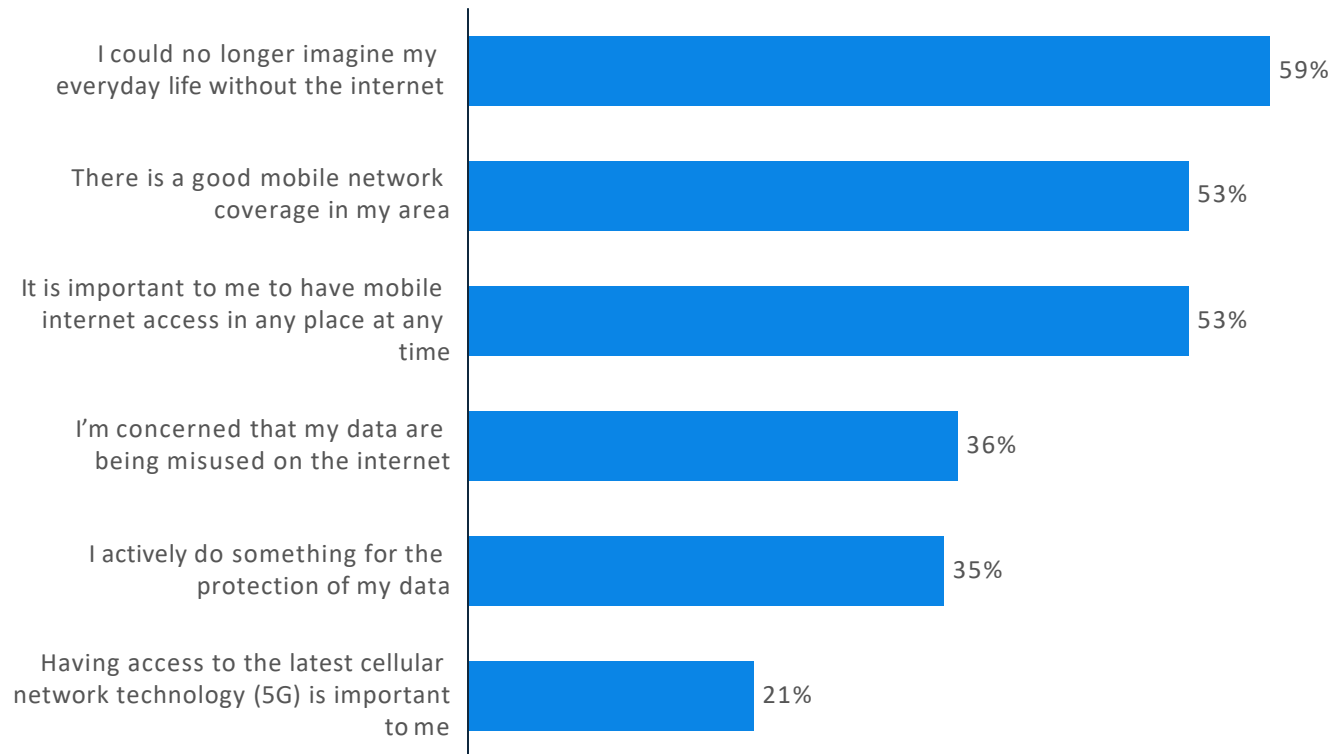 I could no longer imagine my
everyday life without the internet
59%
There is a good mobile network
coverage in my area
53%
It is important to me to have mobile
internet access in any place at any
time
53%
I’m concerned that my data are
being misused on the internet
36%
I actively do something for the
protection of my data
35%
Having access to the latest cellular
network technology (5G) is important
to me
21%